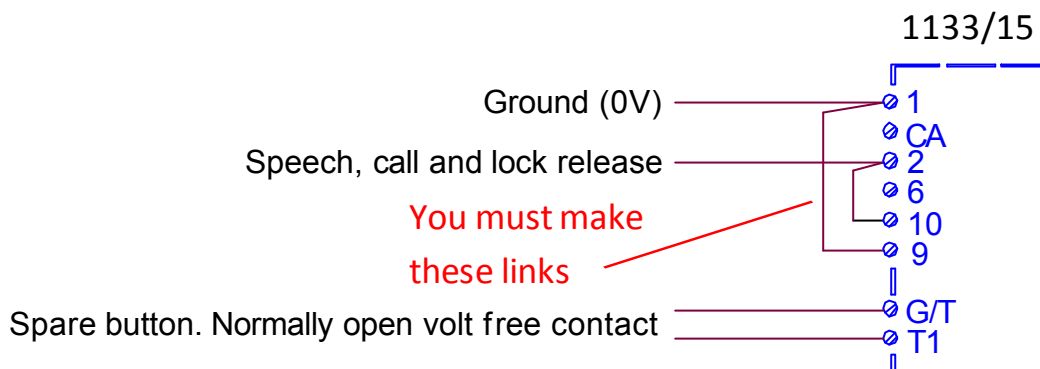 1133/15
Ground (0V)
1
CA
Speech, call and lock release
2
6
You must make
these links
10
9
Spare button. Normally open volt free contact
G/T
T1